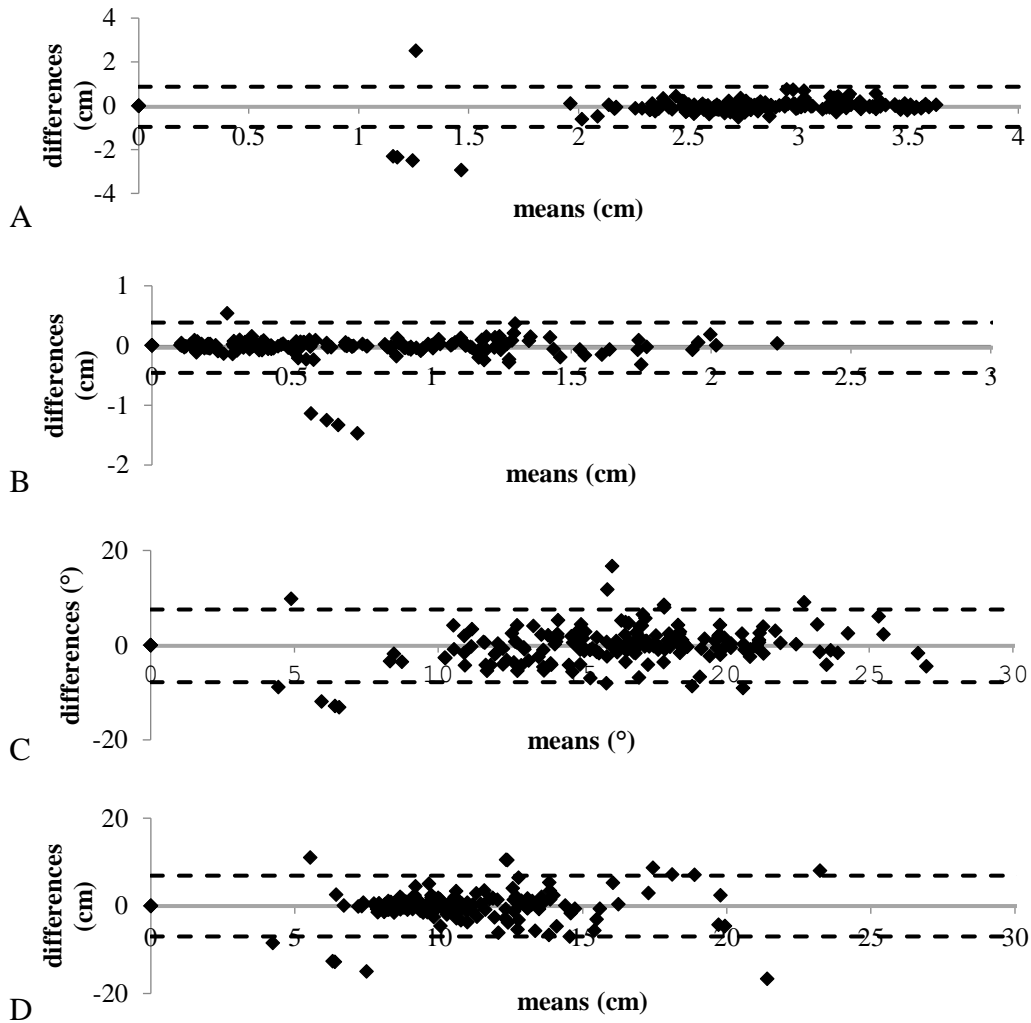 4
2
0
-2
-4
differences
(cm)
0 0.5 1 1.5 2 2.5 3 3.5 4
means (cm)
A
1
0
-1
-2
differences
(cm)
0 0.5 1 1.5 2 2.5 3
means (cm)
B
20
0
-20
differences (°)
0 5 10 15 20 25 30
means (°)
C
20
0
-20
differences
(cm)
0 5 10 15 20 25 30
means (cm)
D